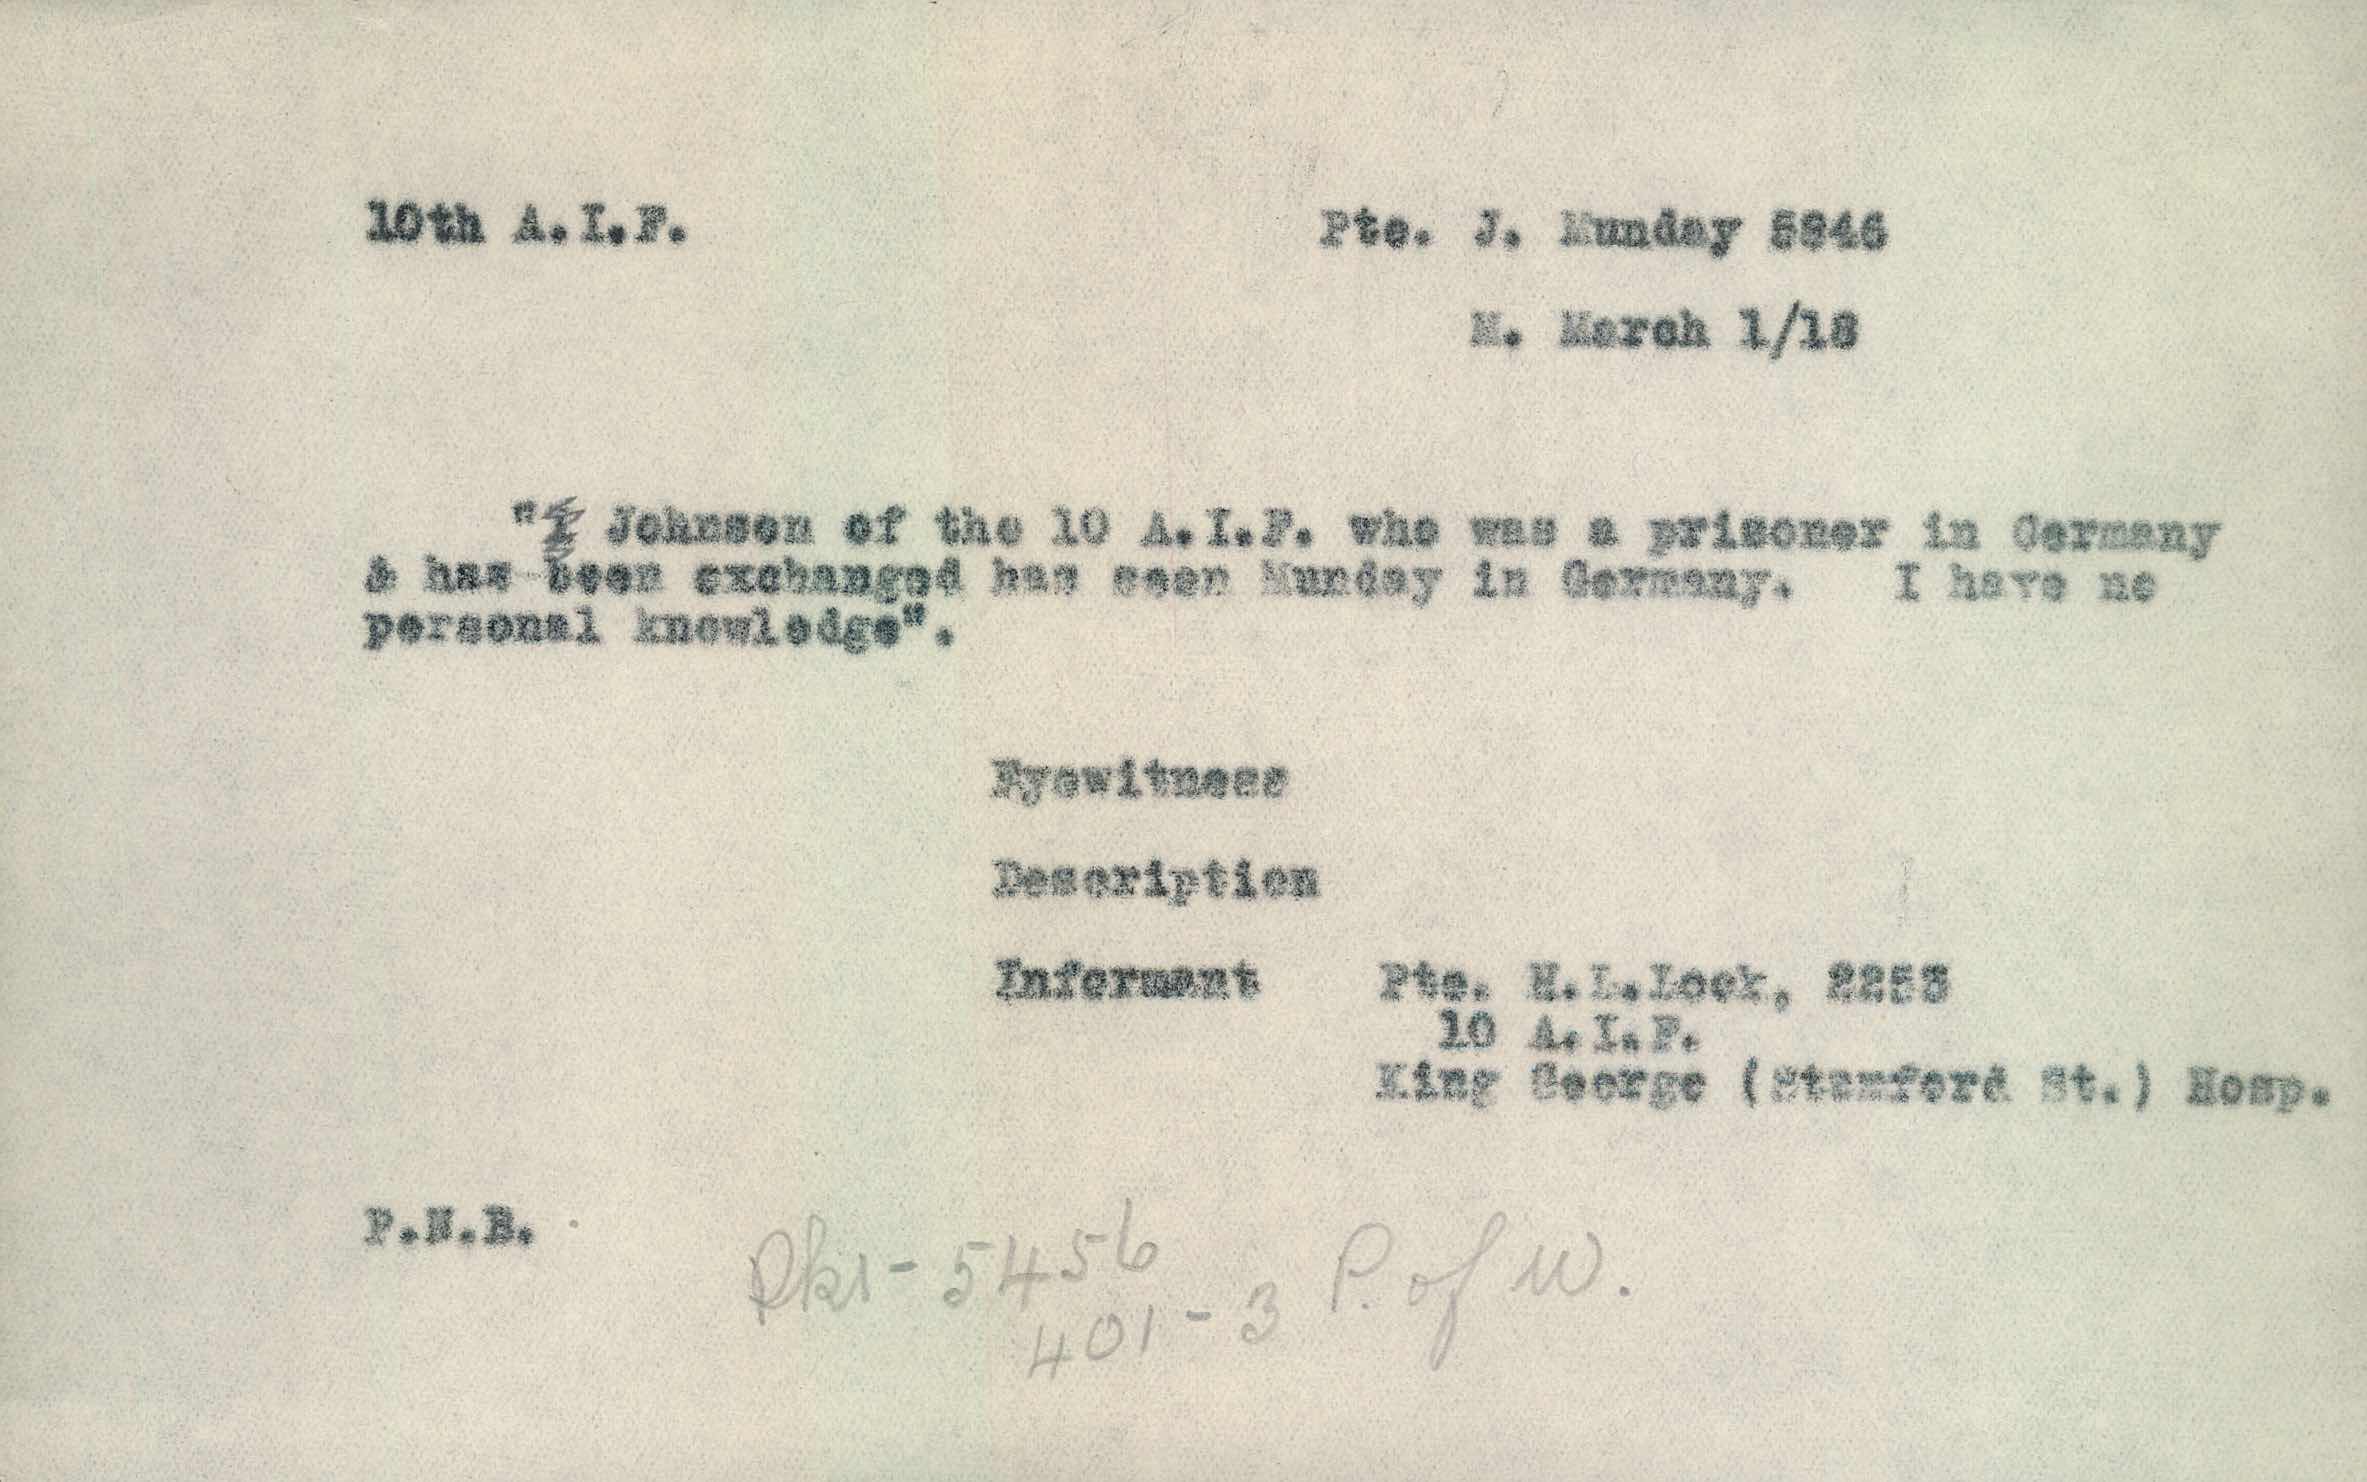 10th A.I.F. Pte. J. Munday 5846
M. March 1/18
"Johnson of the 10 A.I.F. who was a prisoner in Germany
& has been exchanged has seen Munday in Germany. I have no
personal knowledge".
Eyewitness
Description
Informant Pte. H.L.Lock, 2253
10 A.I.F.
King George (Stamford St.) Hosp.
P.N.B.
5456 P. of W.
401-3